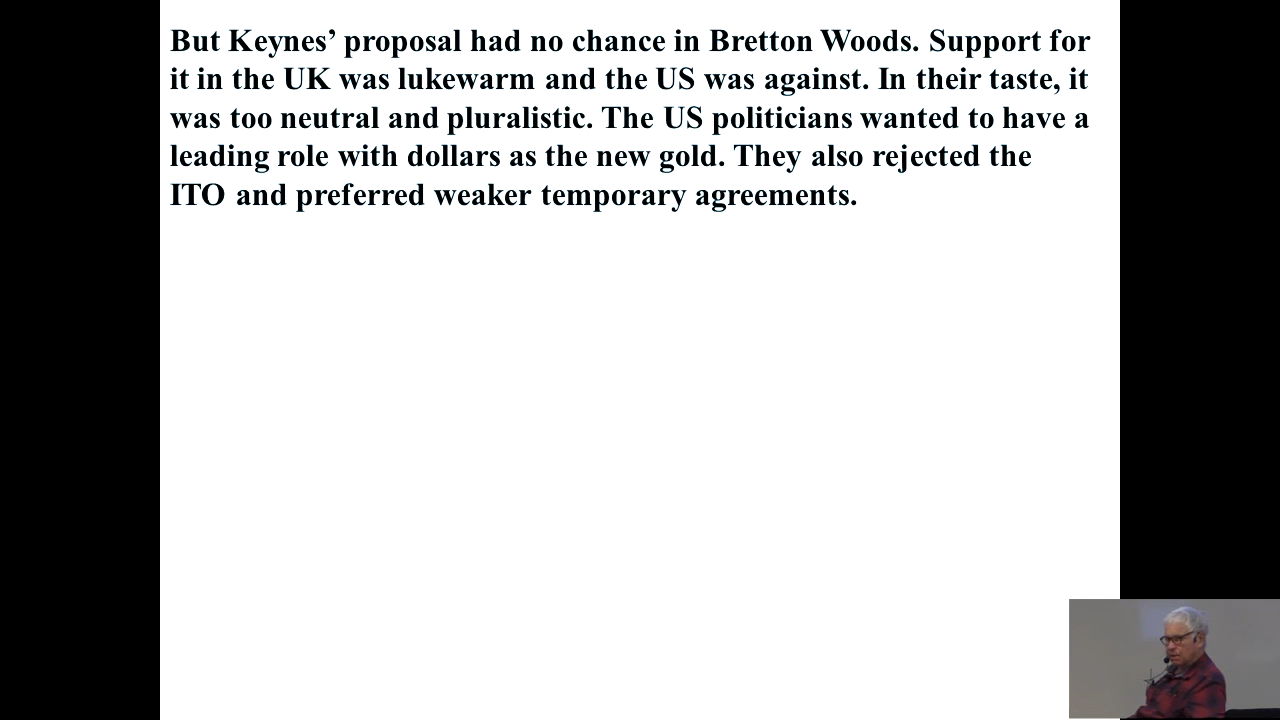 But Keynes’ proposal had no chance in Bretton Woods. Support for
it in the UK was lukewarm and the US was against. In their taste, it
was too neutral and pluralistic. The US politicians wanted to have a
leading role with dollars as the new gold. They also rejected the
ITO and preferred weaker temporary agreements.